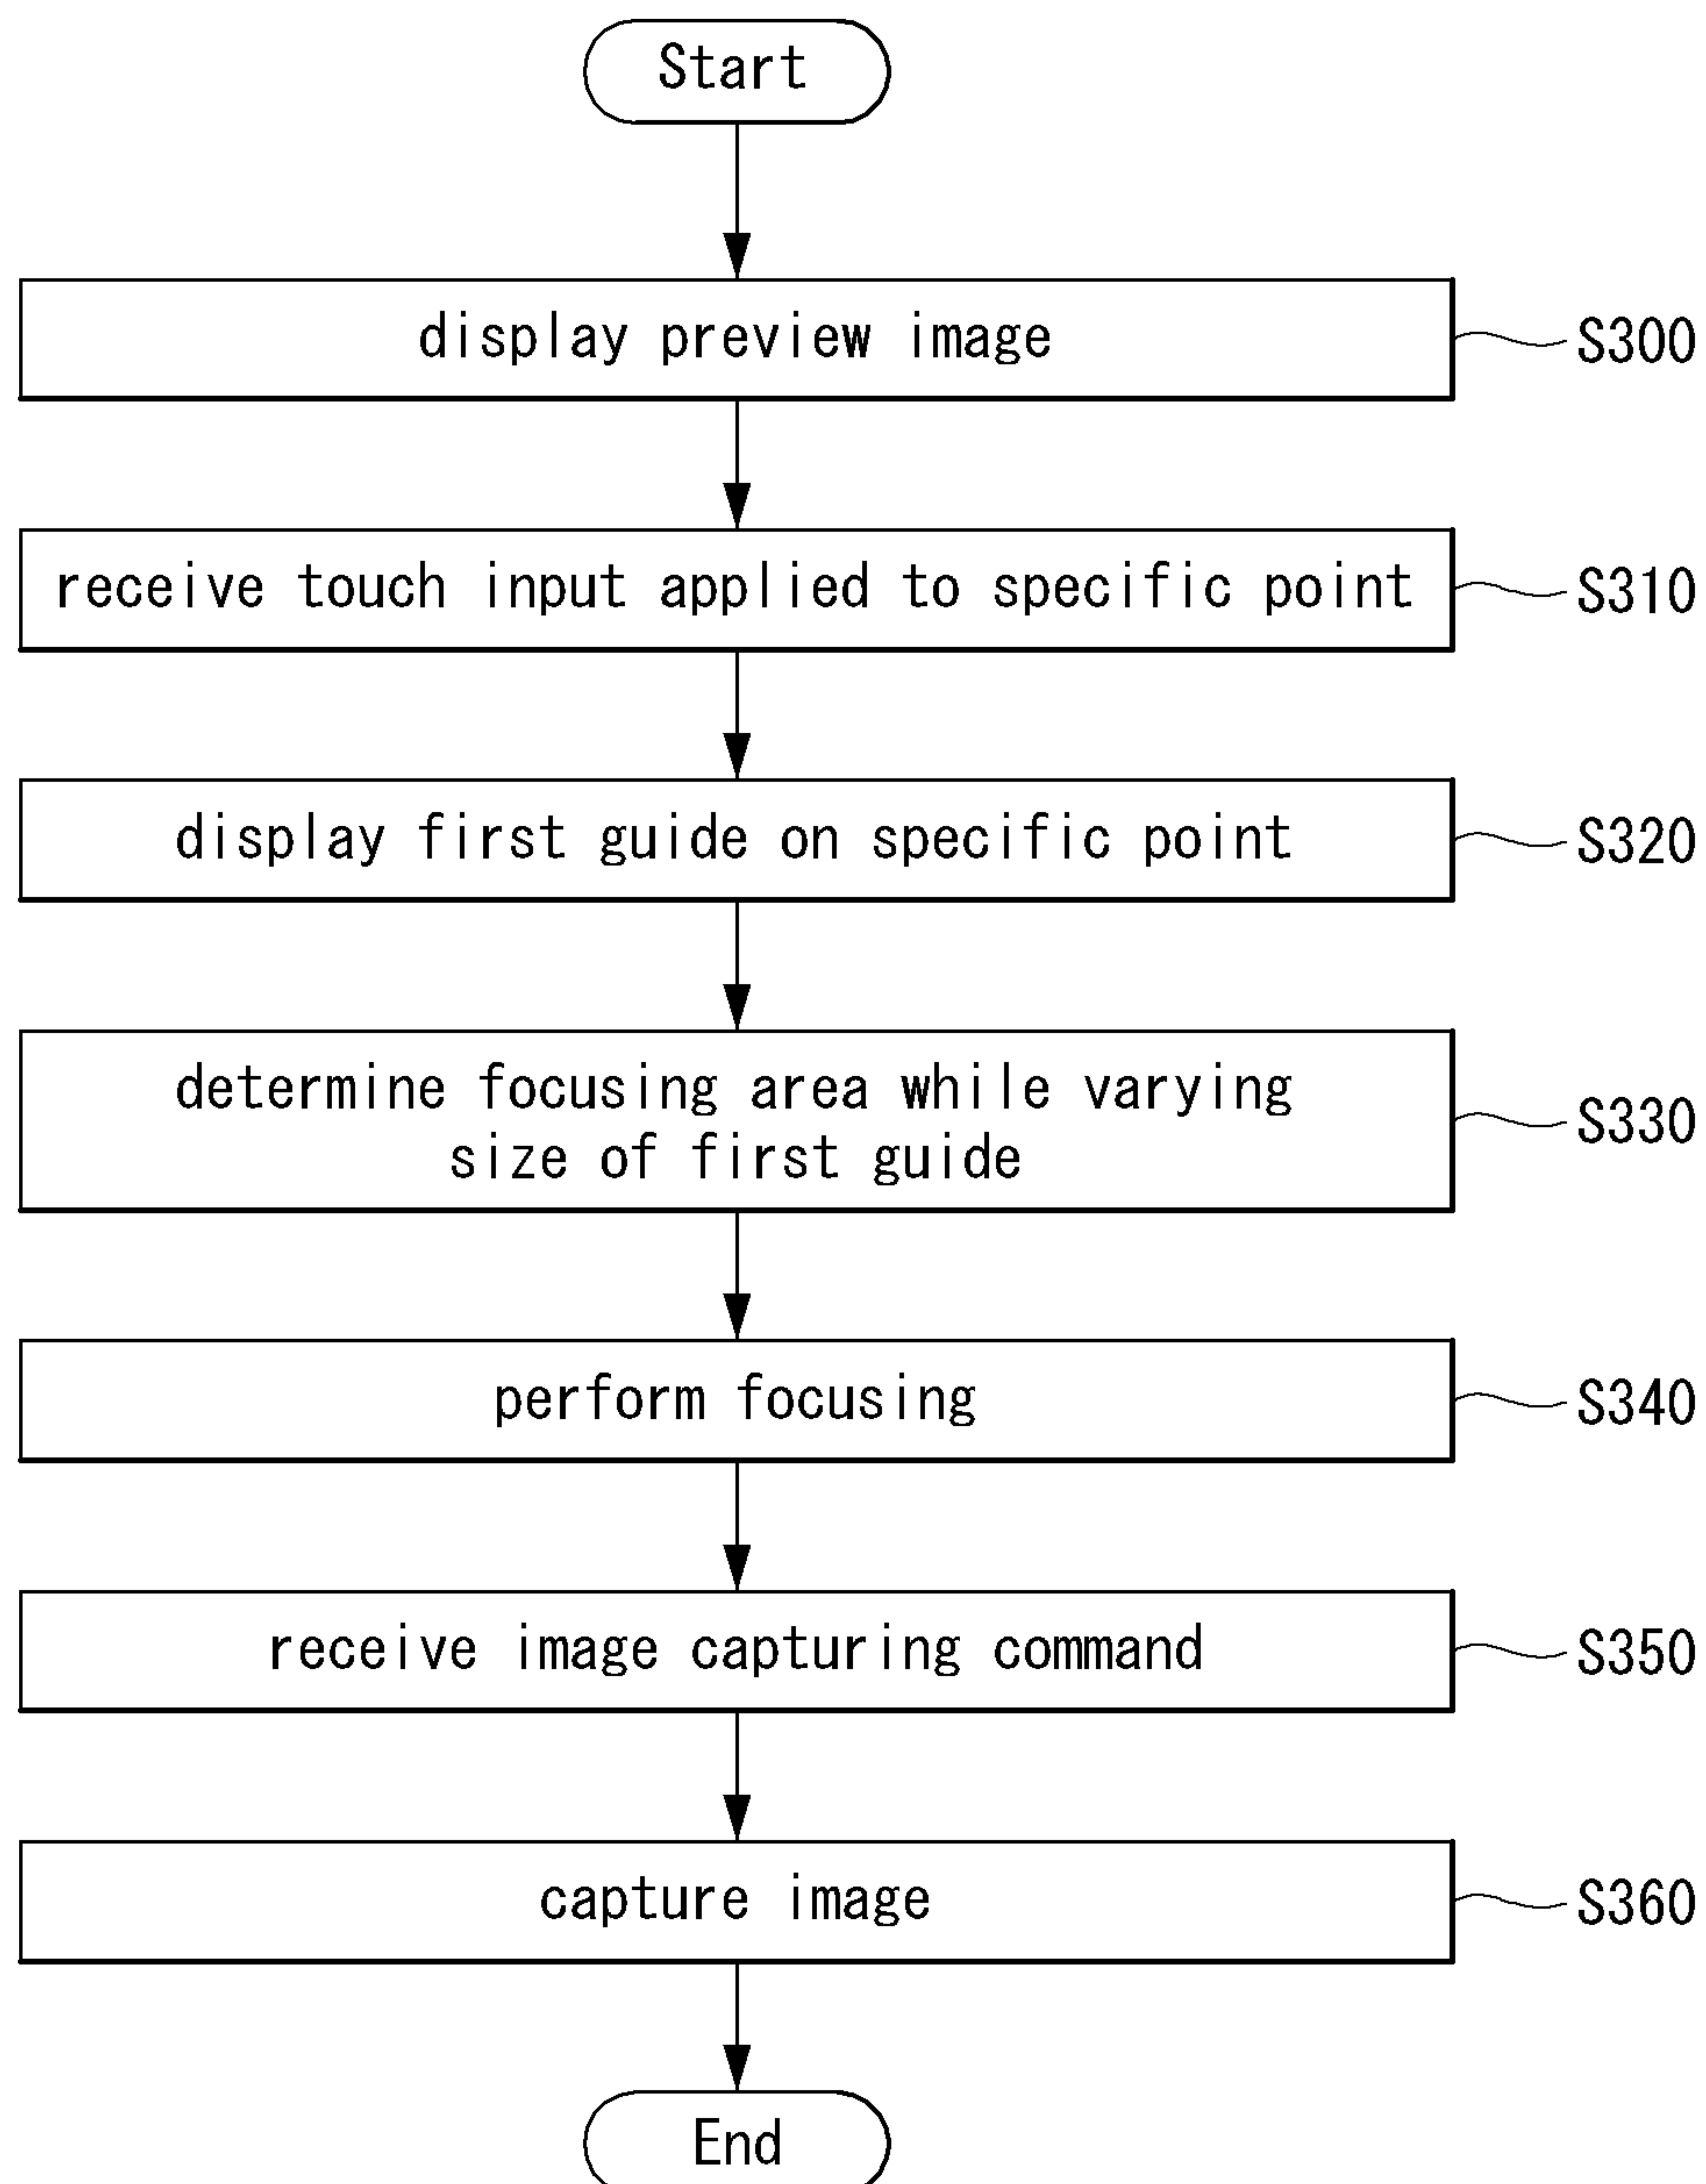 Start
display preview image
S300
receive touch input applied to specific point
S310
display first guide on specific point
S320
determine focusing area while varying
size of first guide
S330
perform focusing
S340
receive image capturing command
S350
capture image
S360
End